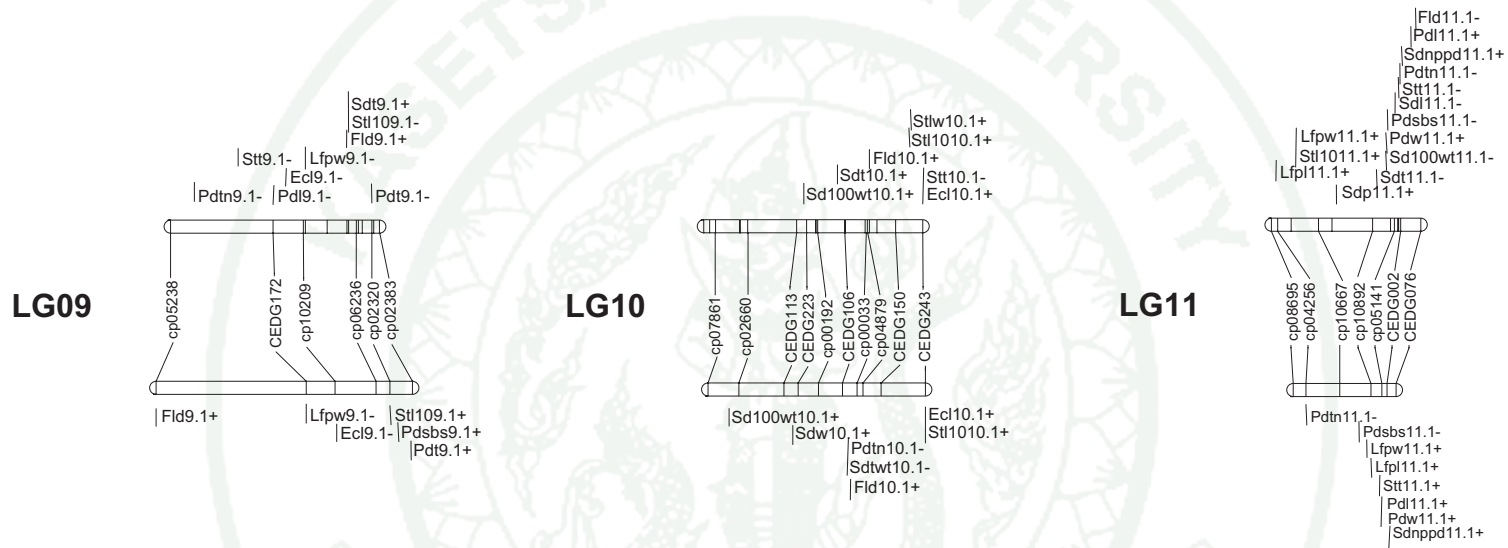 KASETSART UNIVERSITY
LG09
Sdt9.1+
Stl109.1-
Fld9.1+
Stt9.1-
Lfpw9.1-
Ecl9.1-
Pdtn9.1-
Pdl9.1-
Pdt9.1-
cp05238
CEDG172
cp10209
cp06236
cp02320
cp02383
Fld9.1+
Lfpw9.1-
Stl109.1+
Ecl9.1-
Pdsbs9.1+
Pdt9.1+
LG10
Stlw10.1+
Stl1010.1+
Fld10.1+
Sdt10.1+
Stt10.1-
Sd100wt10.1+
Ecl10.1+
cp07861
cp02660
CEDG113
CEDG223
cp00192
CEDG106
cp00033
cp04879
CEDG150
CEDG243
Sd100wt10.1+
Ecl10.1+
Sdw10.1+
Stl1010.1+
Pdtn10.1-
Sdtwt10.1-
Fld10.1+
LG11
Fld11.1-
Pdl11.1+
Sdnppd11.1+
Pdtn11.1-
Stt11.1-
Sdl11.1-
Pdsbs11.1-
Lfpw11.1+
Pdw11.1+
Stl1011.1+
Sd100wt11.1-
Lfpl11.1+
Sdt11.1-
Sdp11.1+
cp08695
cp04256
cp10667
cp10892
cp05141
CEDG002
CEDG076
Pdtn11.1-
Pdsbs11.1-
Lfpw11.1+
Lfpl11.1+
Stt11.1+
Pdl11.1+
Pdw11.1+
Sdnppd11.1+